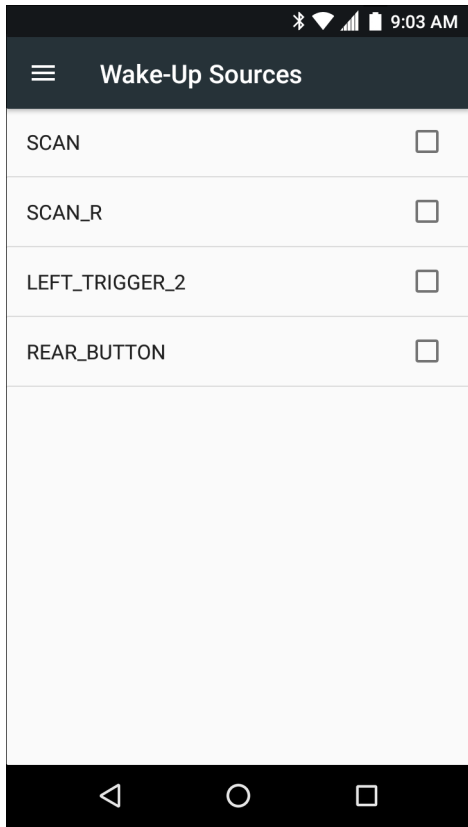 9:03 AM
Wake-Up Sources
SCAN
SCAN_R
LEFT_TRIGGER_2
REAR_BUTTON